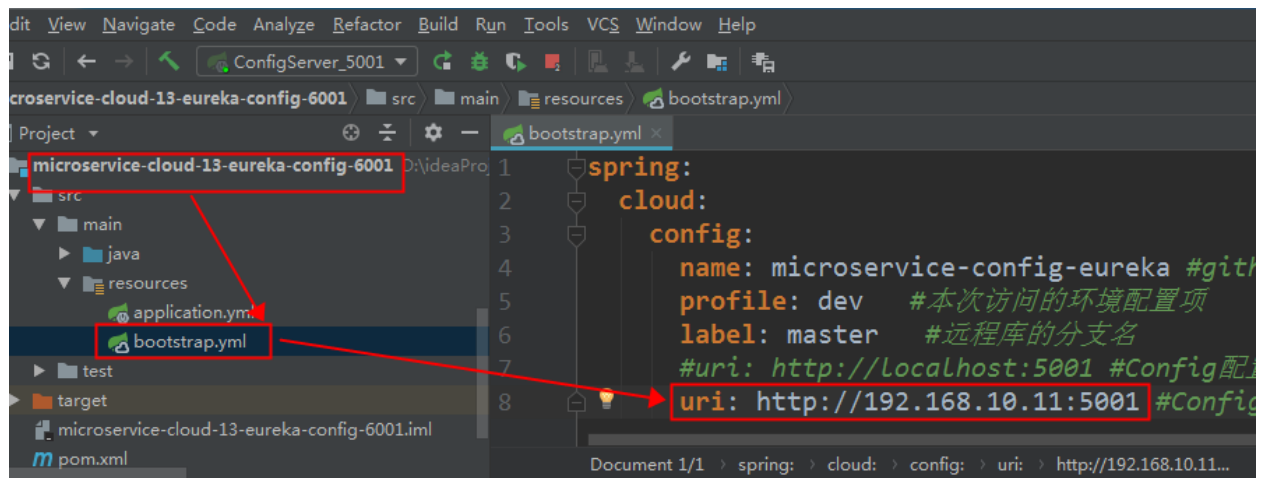 dit View Navigate Code Analyze Refactor Build Run Tools VCS Window Help
ConfigServer_5001
croservice-cloud-13-eureka-config-6001 src main resources bootstrap.yml
Project
bootstrap.yml
microservice-cloud-13-eureka-config-6001 D:\ideaPro
src
main
java
resources
application.yml
bootstrap.yml
test
target
microservice-cloud-13-eureka-config-6001.iml
pom.xml
1 spring:
2 cloud:
3 config:
4 name: microservice-config-eureka #gith
5 profile: dev #本次访问的环境配置项
6 label: master #远程库的分支名
7 #uri: http://localhost:5001 #Config配置
8 uri: http://192.168.10.11:5001 #Config
Document 1/1 spring: cloud: config: uri: http://192.168.10.11...